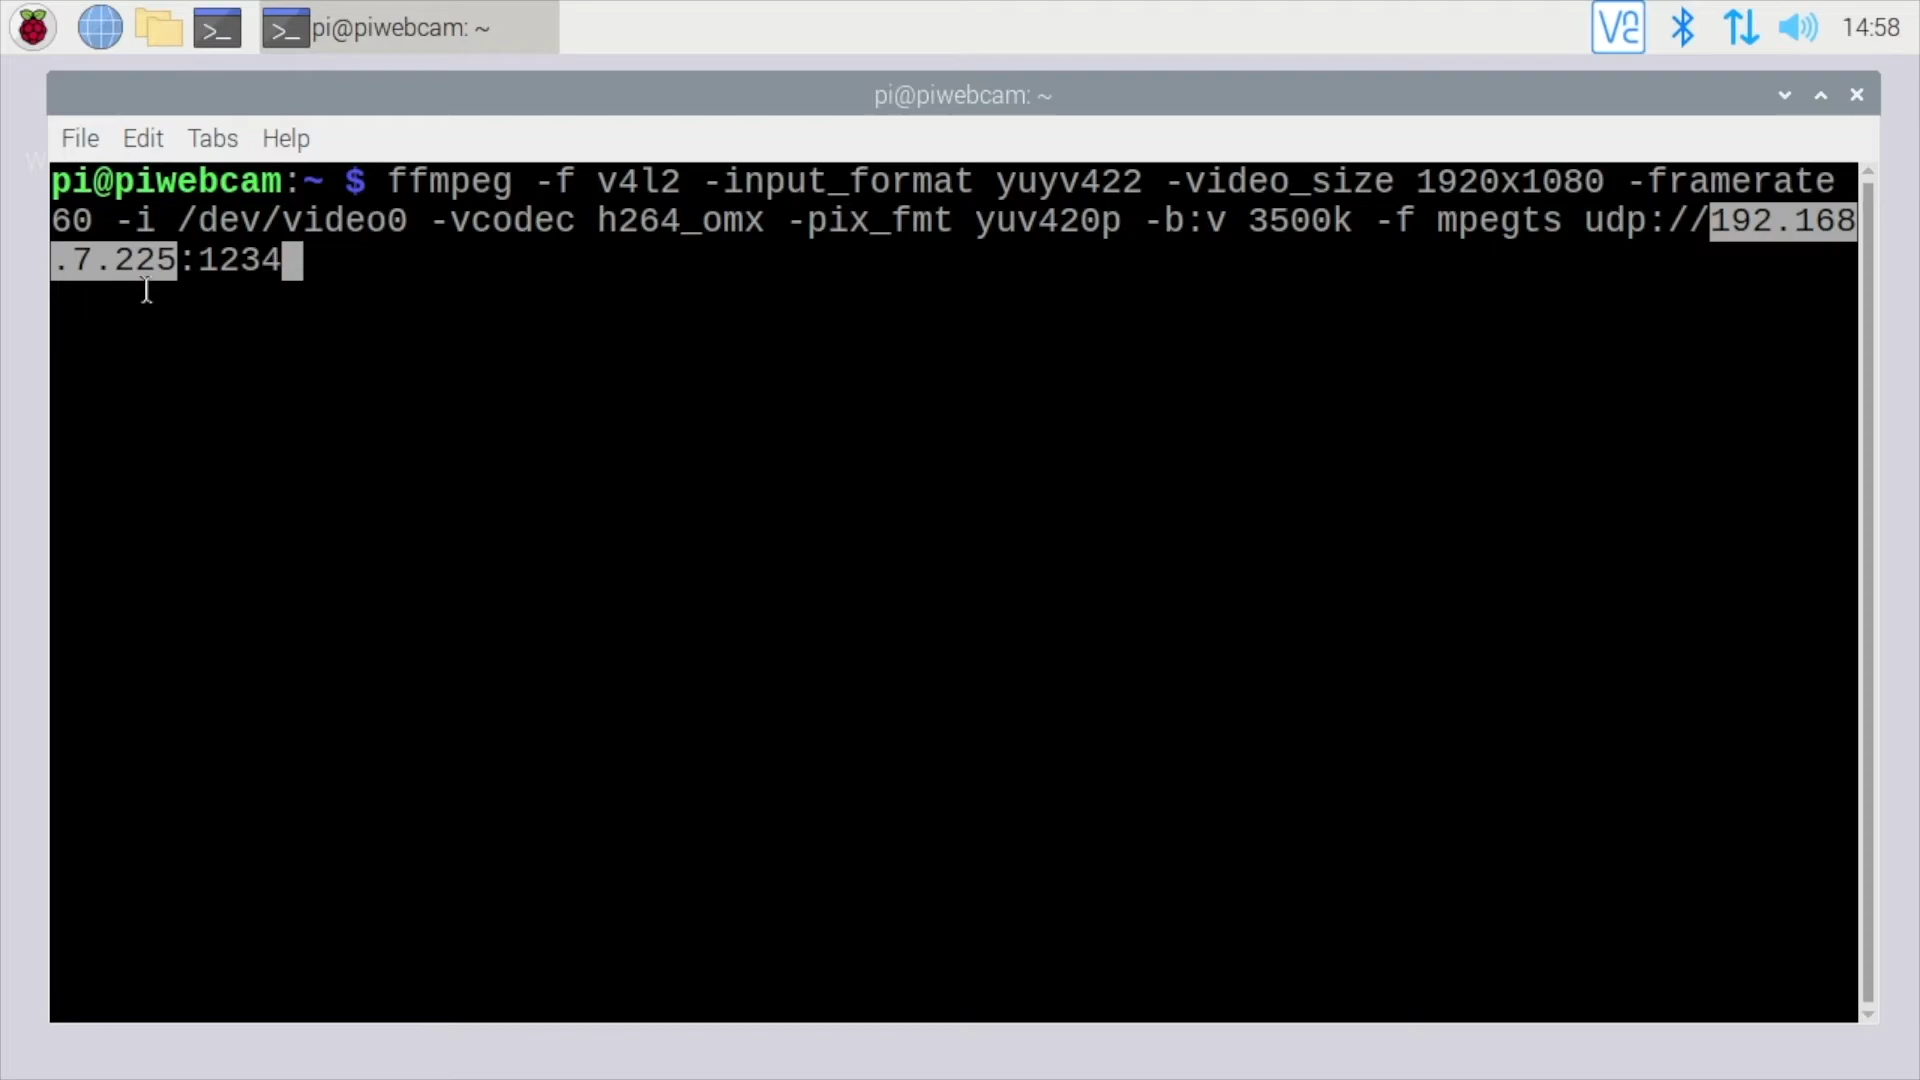 pi@piwebcam: ~
14:58
pi@piwebcam: ~
File Edit Tabs Help
pi@piwebcam:~ $ ffmpeg -f v4l2 -input_format yuyv422 -video_size 1920x1080 -framerate
60 -i /dev/video0 -vcodec h264_omx -pix_fmt yuv420p -b:v 3500k -f mpegts udp://192.168
.7.225:1234